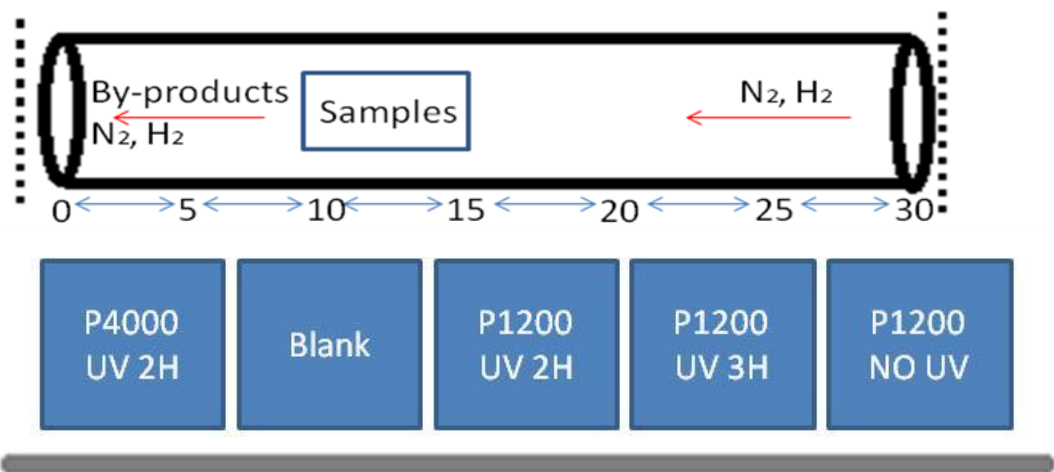 By-products
N₂, H₂
Samples
N₂, H₂
0 5 10 15 20 25 30
P4000
UV 2H
Blank
P1200
UV 2H
P1200
UV 3H
P1200
NO UV